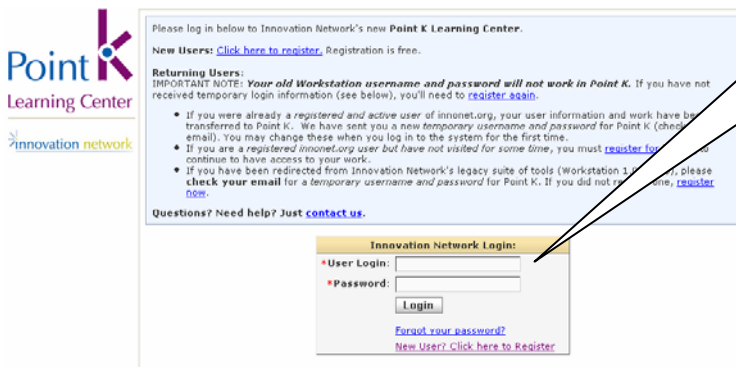 Point K
Learning Center
innovation network
Please log in below to Innovation Network's new Point K Learning Center.
New Users: Click here to register. Registration is free.
Returning Users:
IMPORTANT NOTE: Your old Workstation username and password will not work in Point K. If you have not
received temporary login information (see below), you'll need to register again.
• If you were already a registered and active user of innonet.org, your user information and work have been
transferred to Point K. We have sent you a new temporary username and password for Point K (check
email). You may change these when you log in to the system for the first time.
• If you are a registered innonet.org user but have not visited for some time, you must register for to
continue to have access to your work.
• If you have been redirected from Innovation Network's legacy suite of tools (Workstation 1.0 please
check your email for a temporary username and password for Point K. If you did not one, register
now.
Questions? Need help? Just contact us.
Innovation Network Login:
*User Login:
*Password:
Login
Forgot your password?
New User? Click here to Register